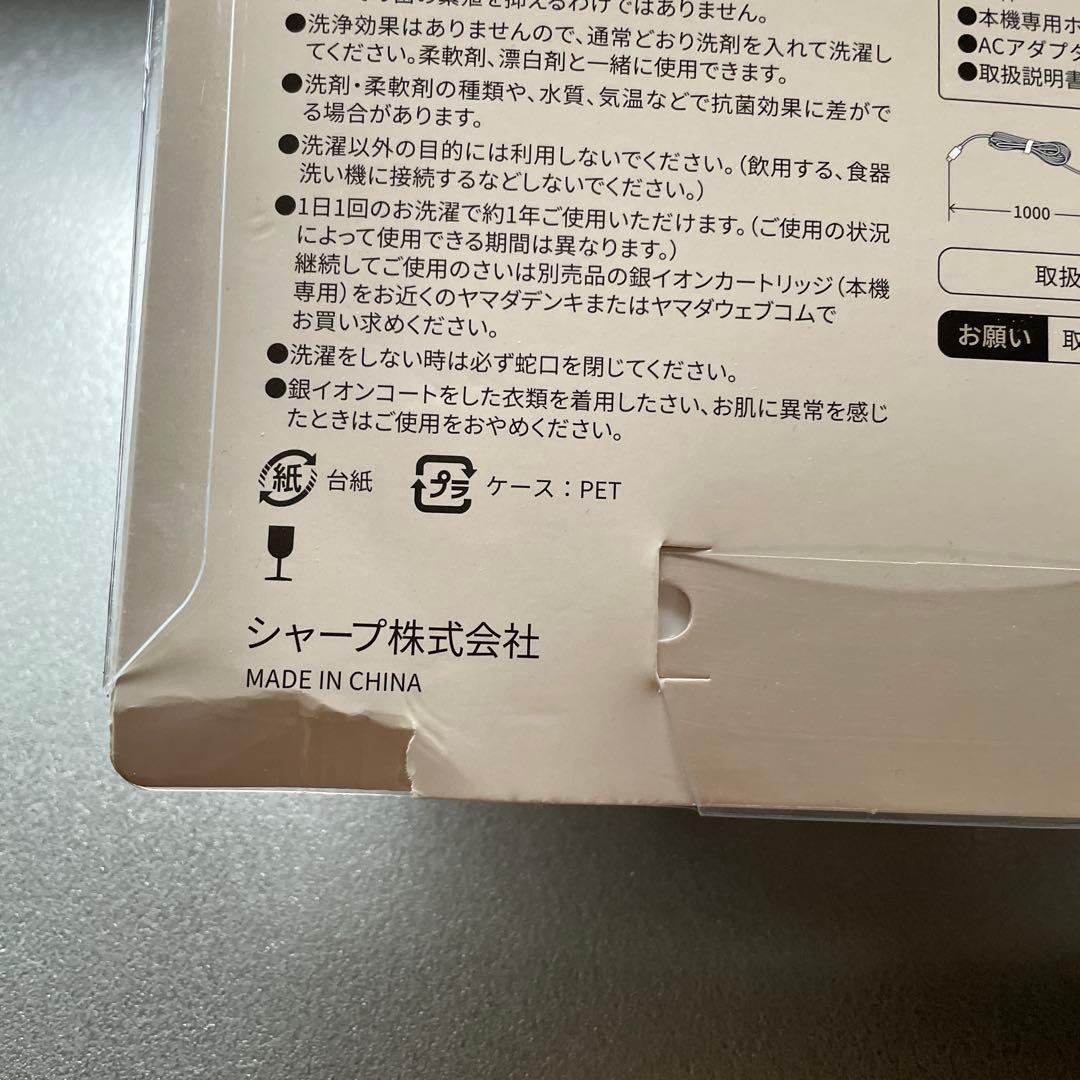 の繁殖を抑えるわけではありません。
●洗浄効果はありませんので、通常どおり洗剤を入れて洗濯し
てください。柔軟剤、漂白剤と一緒に使用できます。
●洗剤・柔軟剤の種類や、水質、気温などで抗菌効果に差がで
る場合があります。
●洗濯以外の目的には利用しないでください。（飲用する、食器
洗い機に接続するなどしないでください。）
●1日1回のお洗濯で約1年ご使用いただけます。（ご使用の状況
によって使用できる期間は異なります。）
継続してご使用のさいは別売品の銀イオンカートリッジ（本機
専用）をお近くのヤマダデンキまたはヤマダウェブコムで
お買い求めください。
●洗濯をしない時は必ず蛇口を閉じてください。
●銀イオンコートをした衣類を着用したさい、お肌に異常を感じ
たときはご使用をおやめください。
紙 台紙 プラ ケース：PET
シャープ株式会社
MADE IN CHINA
●本機専用ホ
●ACアダプタ
●取扱説明書
1000
取扱
お願い 取